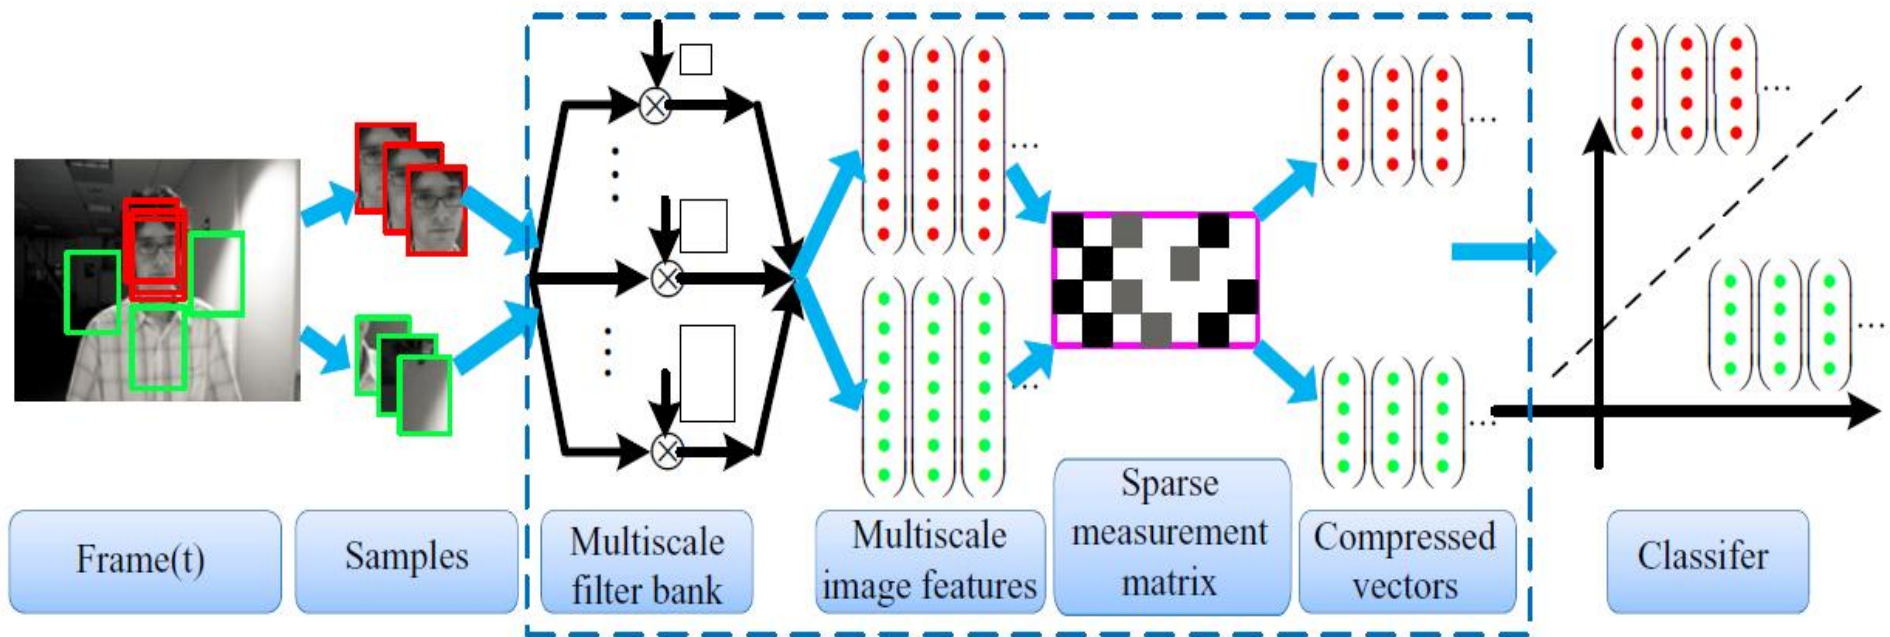 Frame(t)
Samples
Multiscale
filter bank
Multiscale
image features
Sparse
measurement
matrix
Compressed
vectors
Classifer